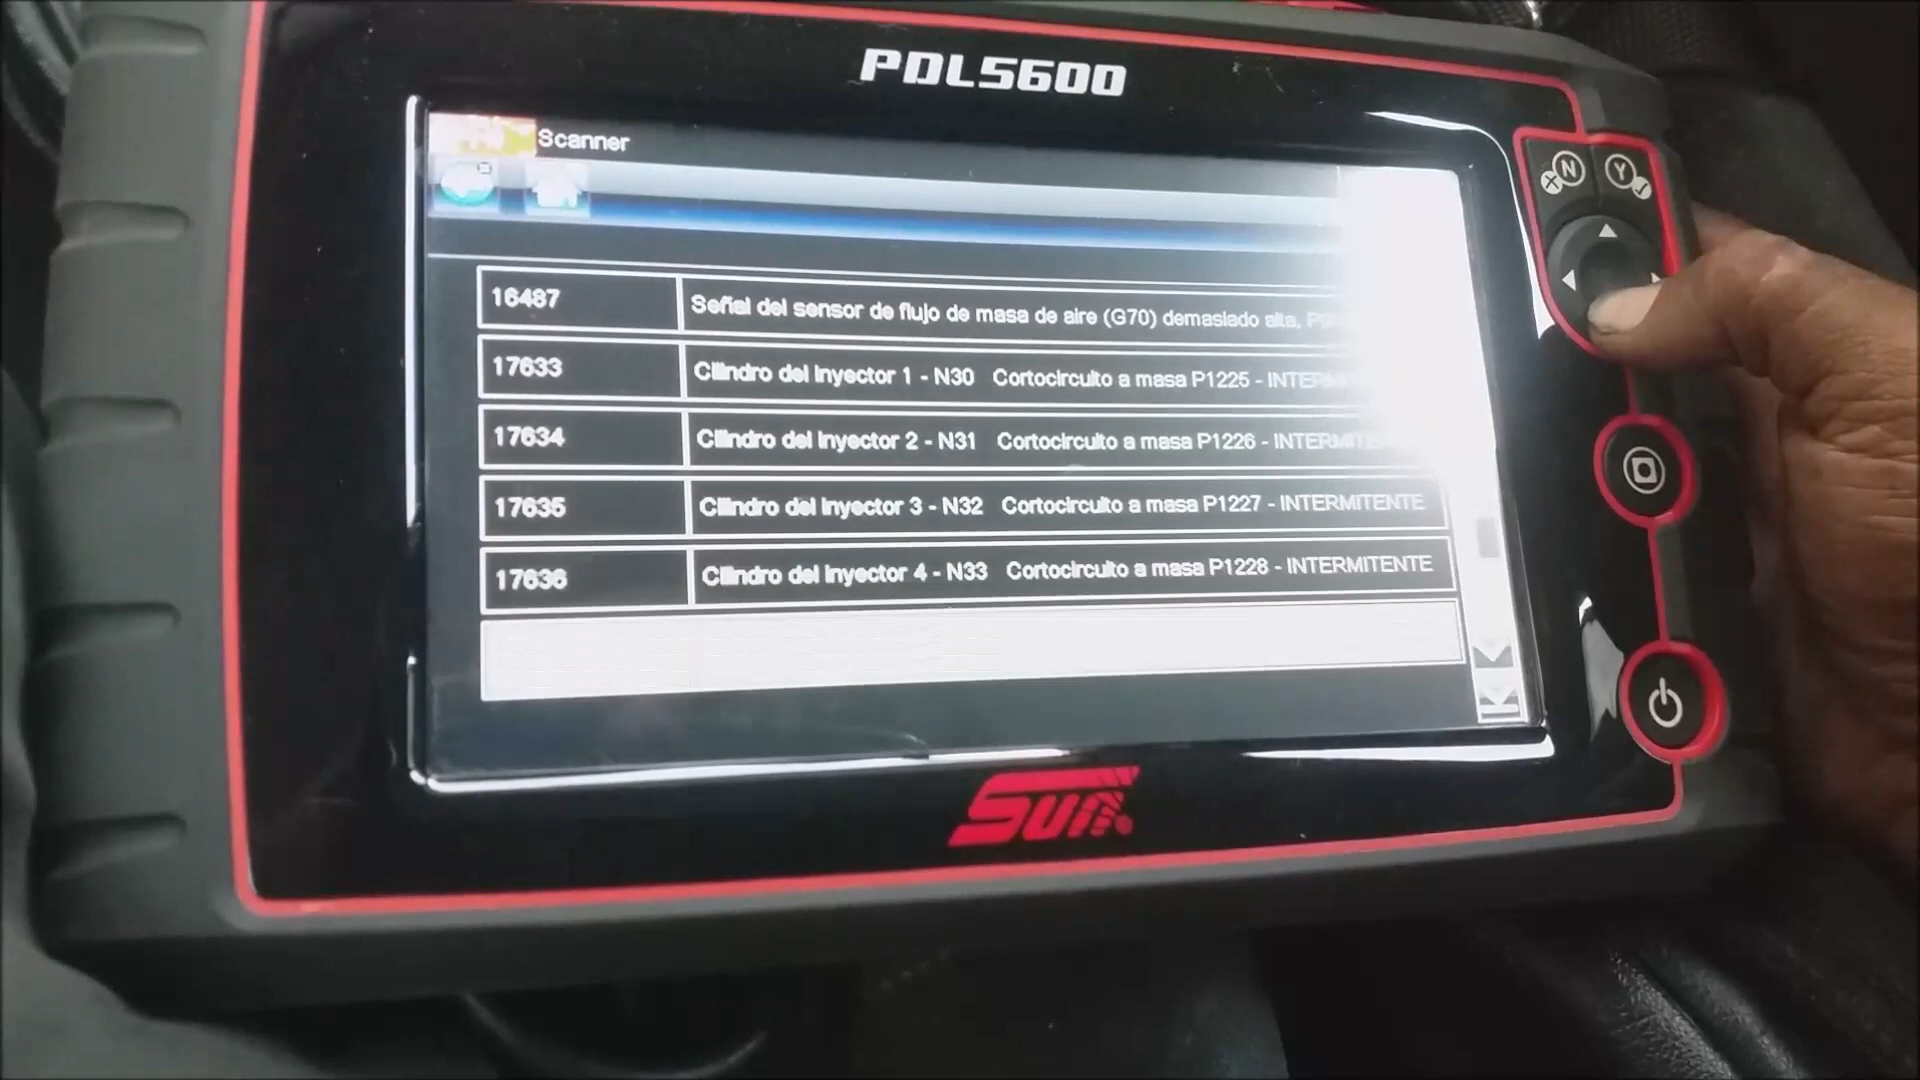 PDL5600
Scanner
N
Y
16487 Señal del sensor de flujo de masa de aire (G70) demasiado alta,
17633 Cilindro del Inyector 1 - N30 Cortocircuito a masa P1225 -
17634 Cilindro del Inyector 2 - N31 Cortocircuito a masa P1226 - INTERMITE
17635 Cilindro del Inyector 3 - N32 Cortocircuito a masa P1227 - INTERMITENTE
17636 Cilindro del Inyector 4 - N33 Cortocircuito a masa P1228 - INTERMITENTE
Sun